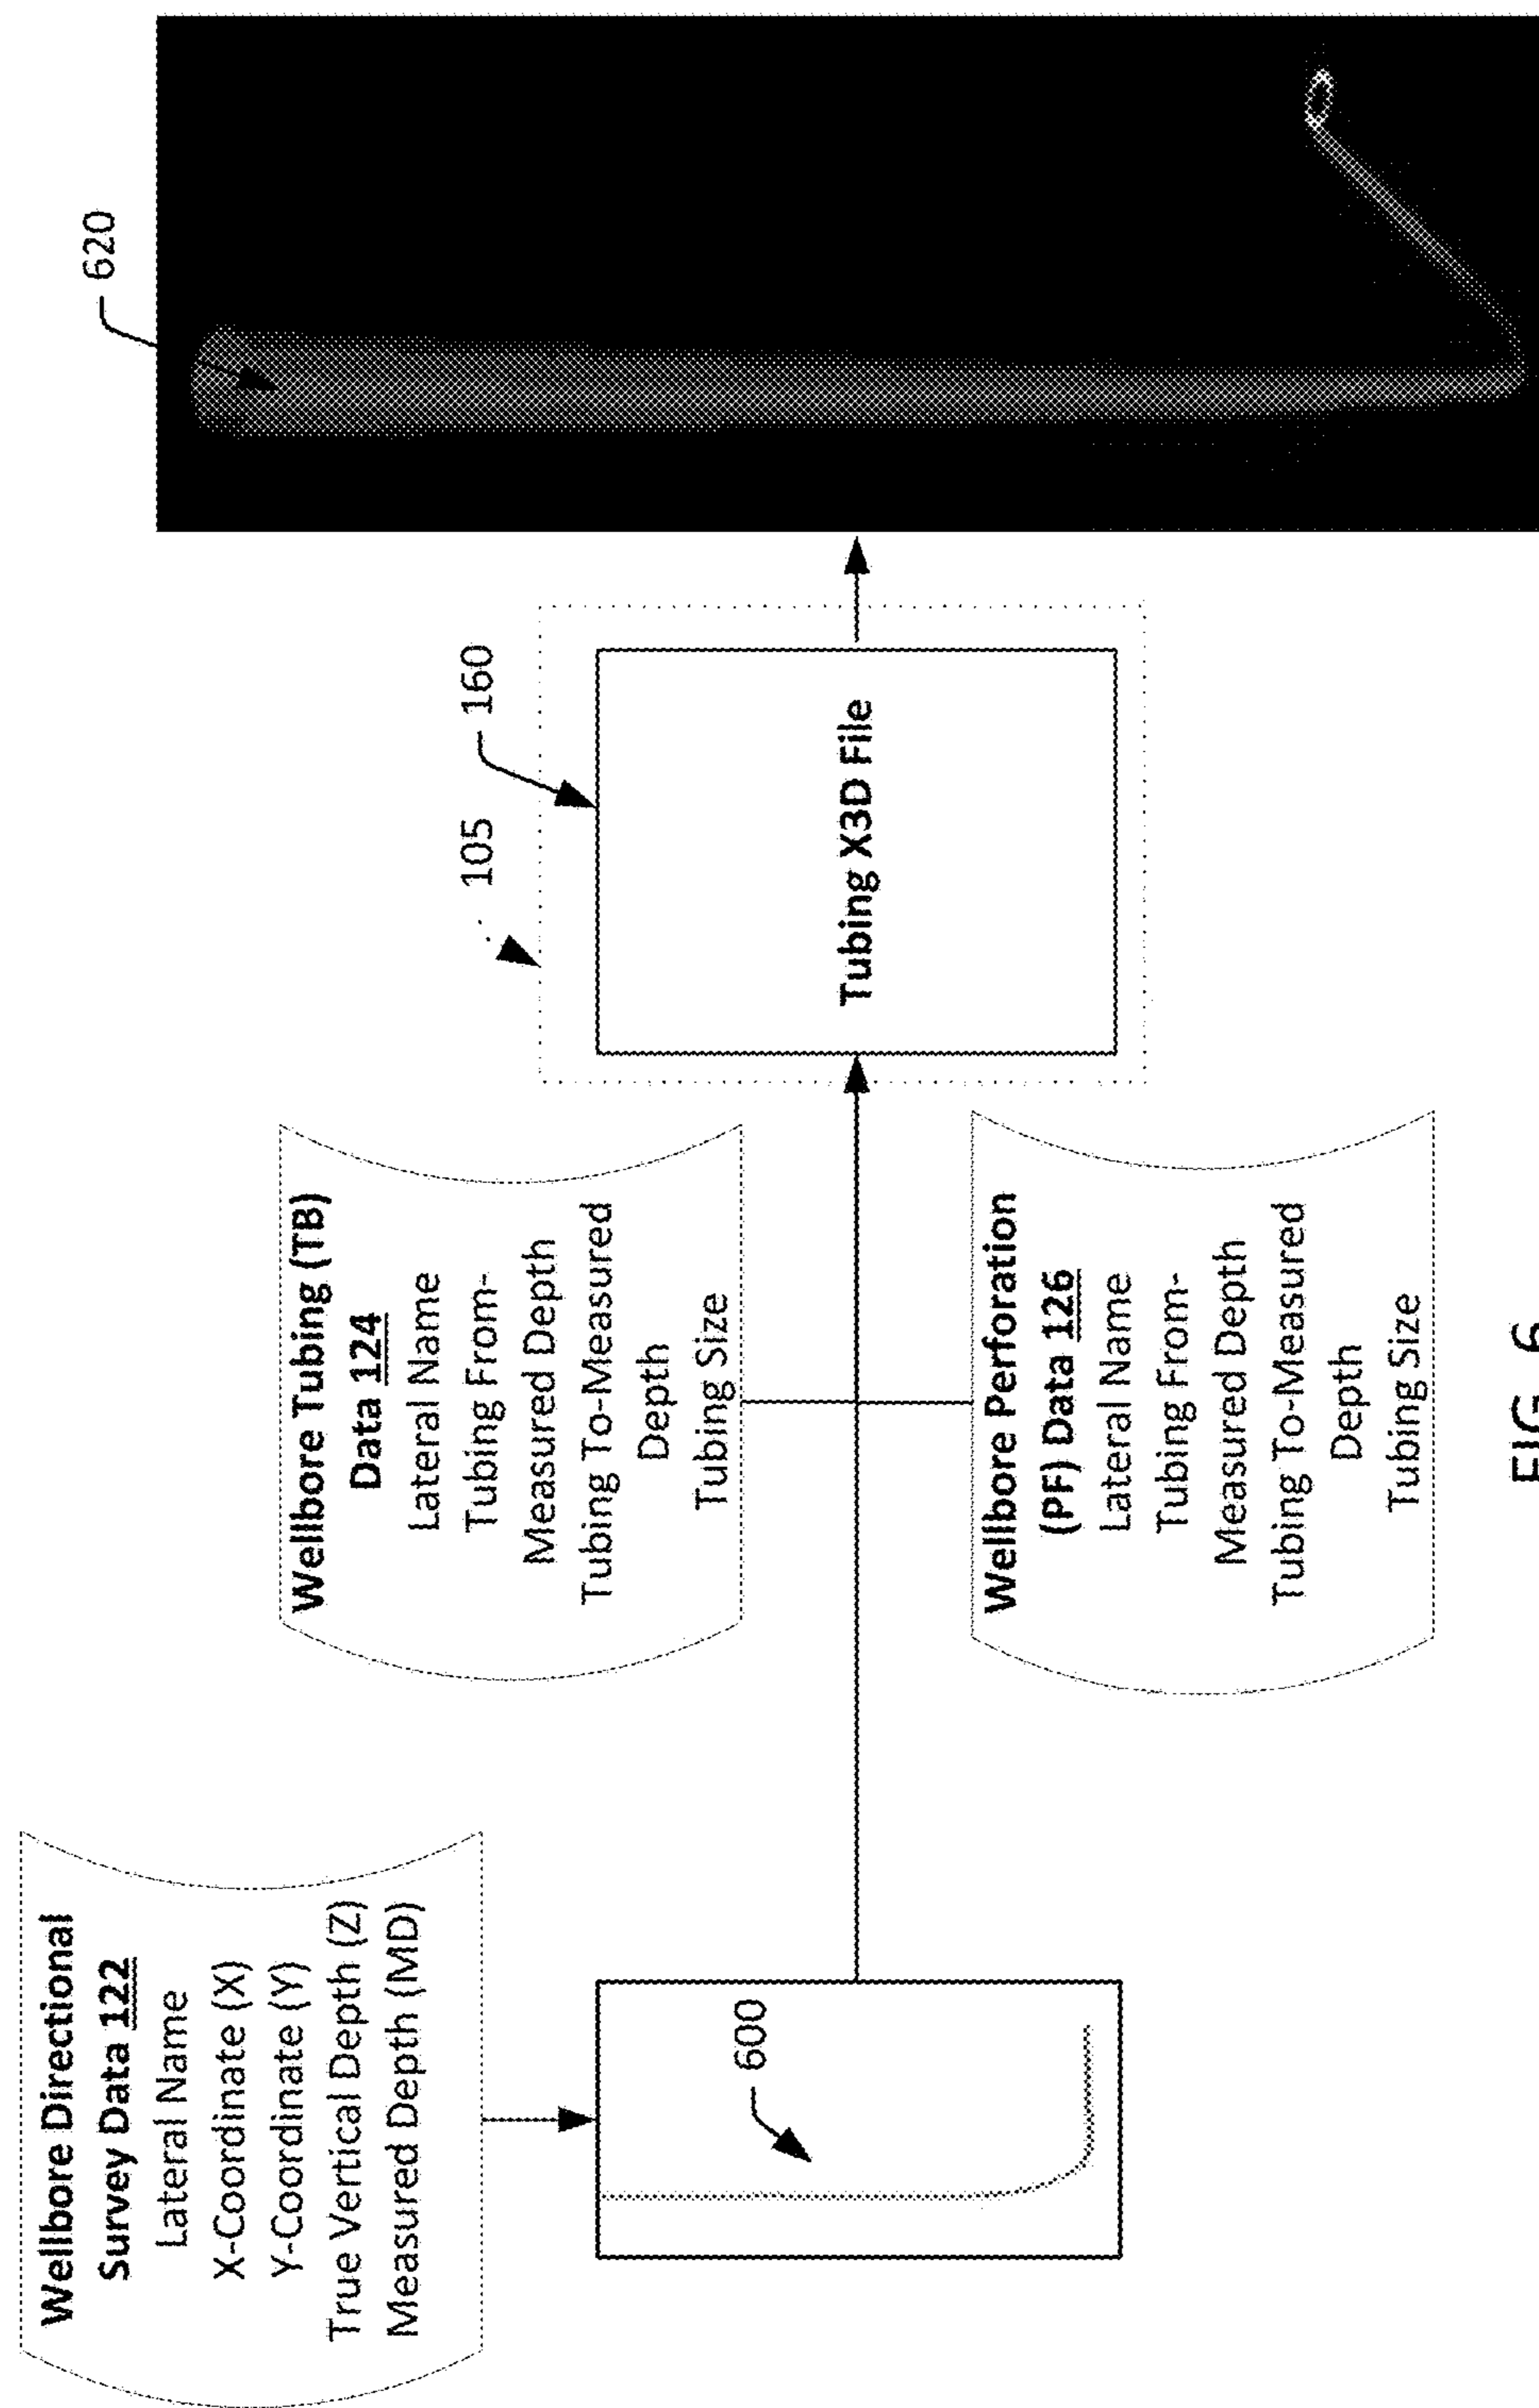 Wellbore Directional
Survey Data 122
Lateral Name
X-Coordinate (X)
Y-Coordinate (Y)
True Vertical Depth (Z)
Measured Depth (MD)
600
Wellbore Tubing (TB)
Data 124
Lateral Name
Tubing From-
Measured Depth
Tubing To-Measured
Depth
Tubing Size
Wellbore Perforation
(PF) Data 126
Lateral Name
Tubing From-
Measured Depth
Tubing To-Measured
Depth
Tubing Size
105
160
Tubing X3D File
620
FIG. 6